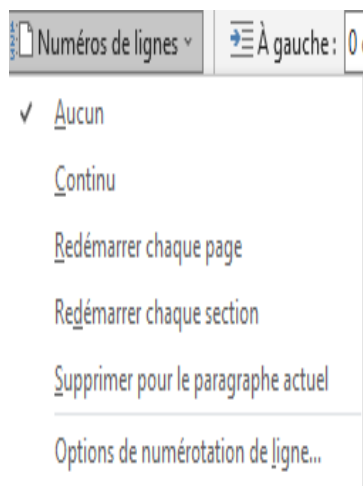 Numéros de lignes À gauche : 0
Aucun
Continu
Redémarrer chaque page
Redémarrer chaque section
Supprimer pour le paragraphe actuel
Options de numérotation de ligne...